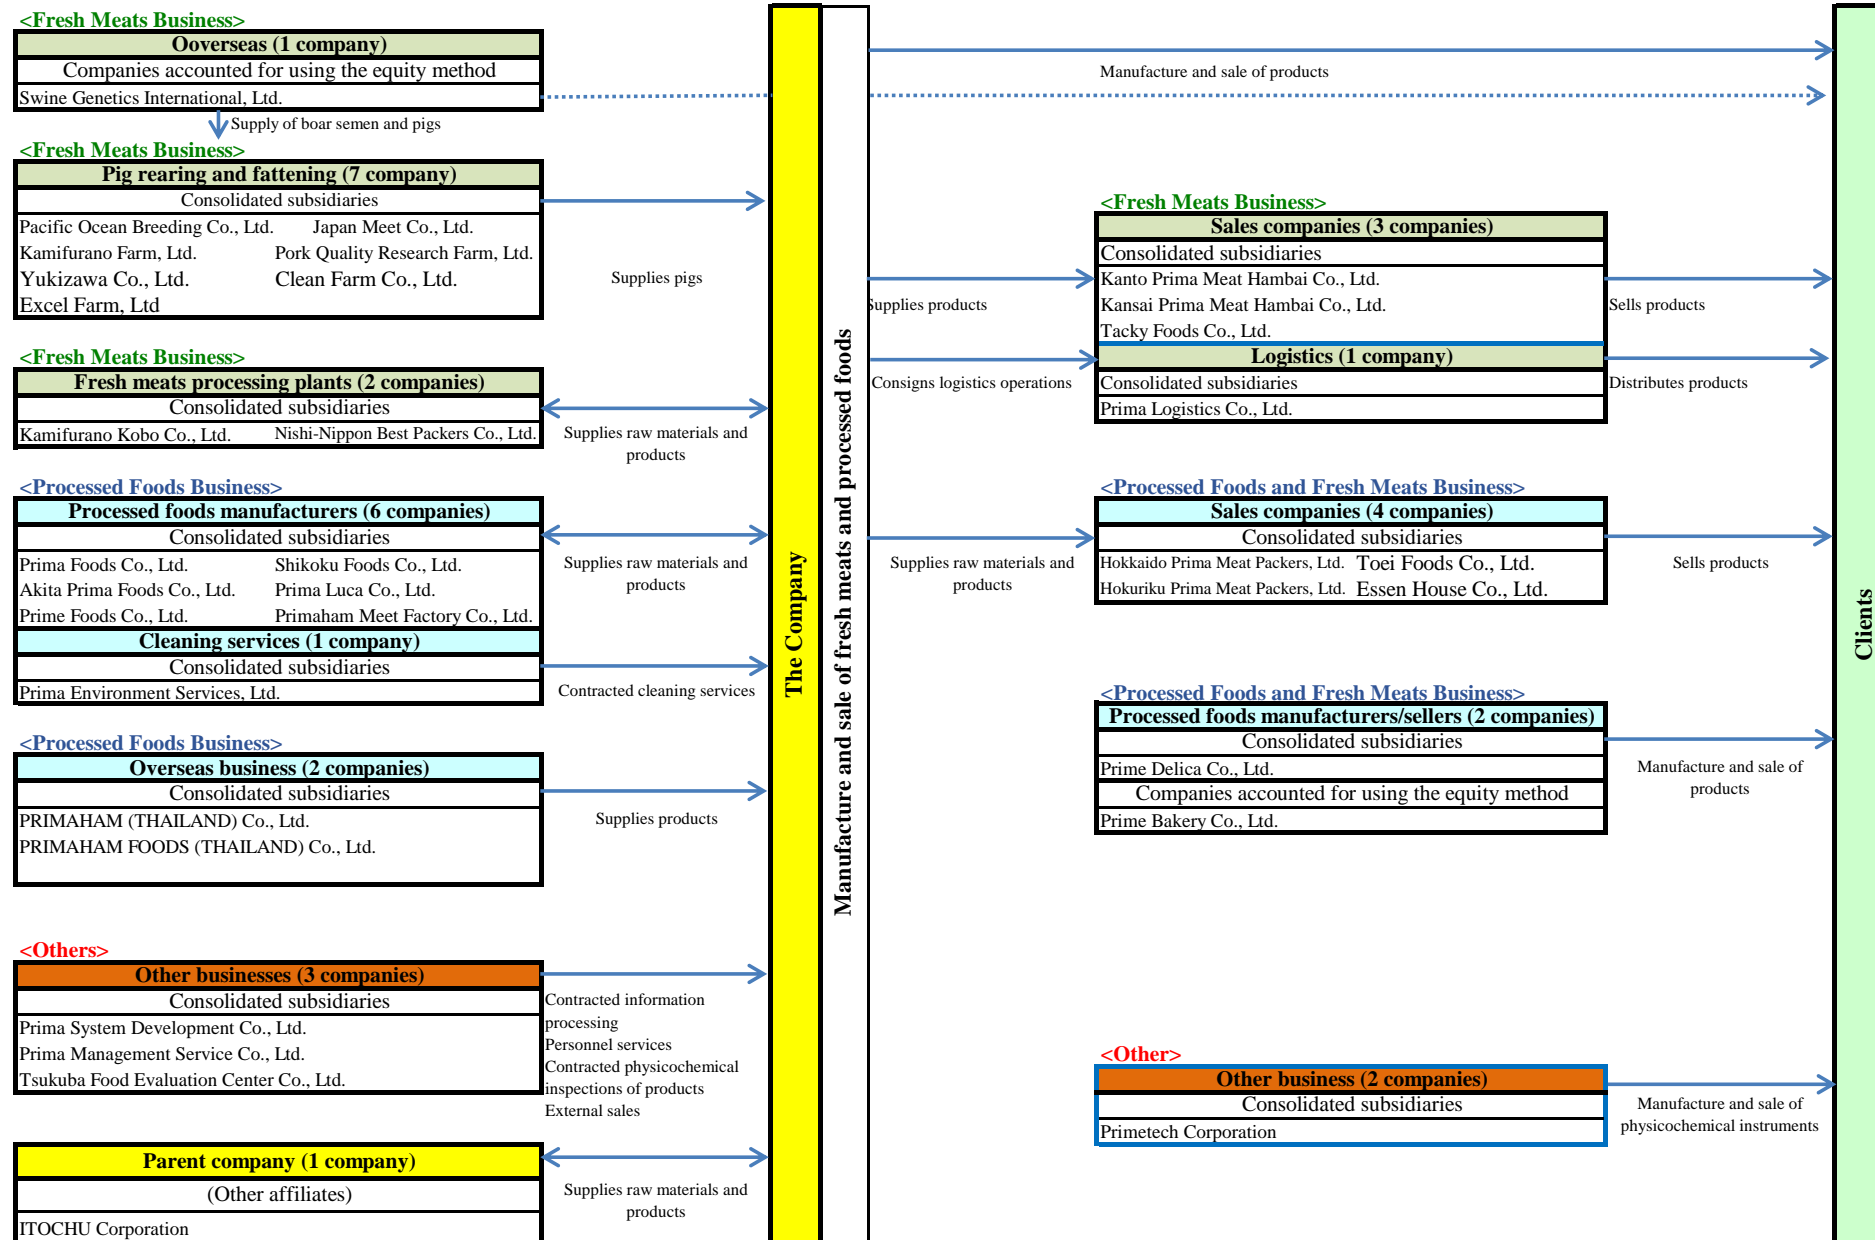 <Fresh Meats Business>
Ooverseas (1 company)
Companies accounted for using the equity method
Swine Genetics International, Ltd.
Supply of boar semen and pigs
<Fresh Meats Business>
Pig rearing and fattening (7 company)
Consolidated subsidiaries
Pacific Ocean Breeding Co., Ltd. Japan Meet Co., Ltd.
Kamifurano Farm, Ltd. Pork Quality Research Farm, Ltd.
Yukizawa Co., Ltd. Clean Farm Co., Ltd.
Excel Farm, Ltd
Supplies pigs
<Fresh Meats Business>
Fresh meats processing plants (2 companies)
Consolidated subsidiaries
Kamifurano Kobo Co., Ltd. Nishi-Nippon Best Packers Co., Ltd.
Supplies raw materials and
products
<Processed Foods Business>
Processed foods manufacturers (6 companies)
Consolidated subsidiaries
Prima Foods Co., Ltd. Shikoku Foods Co., Ltd.
Akita Prima Foods Co., Ltd. Prima Luca Co., Ltd.
Prime Foods Co., Ltd. Primaham Meet Factory Co., Ltd.
Supplies raw materials and
products
Cleaning services (1 company)
Consolidated subsidiaries
Prima Environment Services, Ltd.
Contracted cleaning services
<Processed Foods Business>
Overseas business (2 companies)
Consolidated subsidiaries
PRIMAHAM (THAILAND) Co., Ltd.
PRIMAHAM FOODS (THAILAND) Co., Ltd.
Supplies products
<Others>
Other businesses (3 companies)
Consolidated subsidiaries
Prima System Development Co., Ltd.
Prima Management Service Co., Ltd.
Tsukuba Food Evaluation Center Co., Ltd.
Contracted information
processing
Personnel services
Contracted physicochemical
inspections of products
External sales
Parent company (1 company)
(Other affiliates)
ITOCHU Corporation
Supplies raw materials and
products
The Company
Manufacture and sale of fresh meats and processed foods
Manufacture and sale of products
<Fresh Meats Business>
Sales companies (3 companies)
Consolidated subsidiaries
Kanto Prima Meat Hambai Co., Ltd.
Kansai Prima Meat Hambai Co., Ltd.
Tacky Foods Co., Ltd.
Supplies products
Sells products
Logistics (1 company)
Consolidated subsidiaries
Prima Logistics Co., Ltd.
Consigns logistics operations
Distributes products
<Processed Foods and Fresh Meats Business>
Sales companies (4 companies)
Consolidated subsidiaries
Hokkaido Prima Meat Packers, Ltd. Toei Foods Co., Ltd.
Hokuriku Prima Meat Packers, Ltd. Essen House Co., Ltd.
Supplies raw materials and
products
Sells products
<Processed Foods and Fresh Meats Business>
Processed foods manufacturers/sellers (2 companies)
Consolidated subsidiaries
Prime Delica Co., Ltd.
Companies accounted for using the equity method
Prime Bakery Co., Ltd.
Manufacture and sale of
products
<Other>
Other business (2 companies)
Consolidated subsidiaries
Primetech Corporation
Manufacture and sale of
physicochemical instruments
Clients